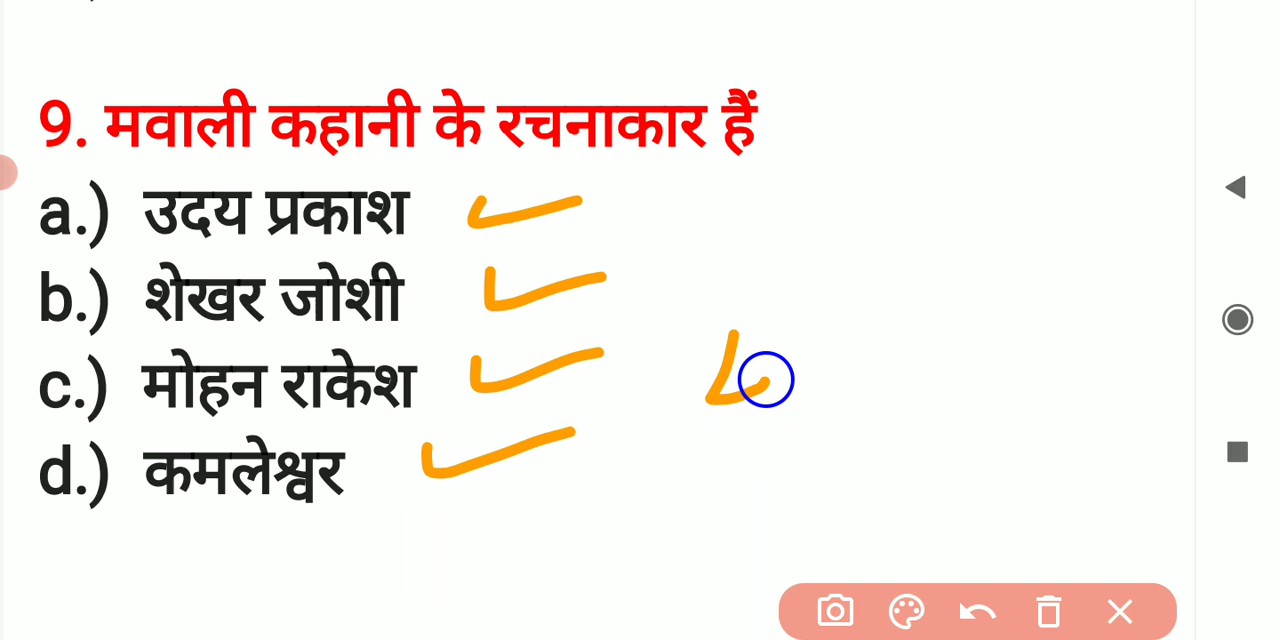 9. मवाली कहानी के रचनाकार हैं
a.) उदय प्रकाश
b.) शेखर जोशी
c.) मोहन राकेश
d.) कमलेश्वर